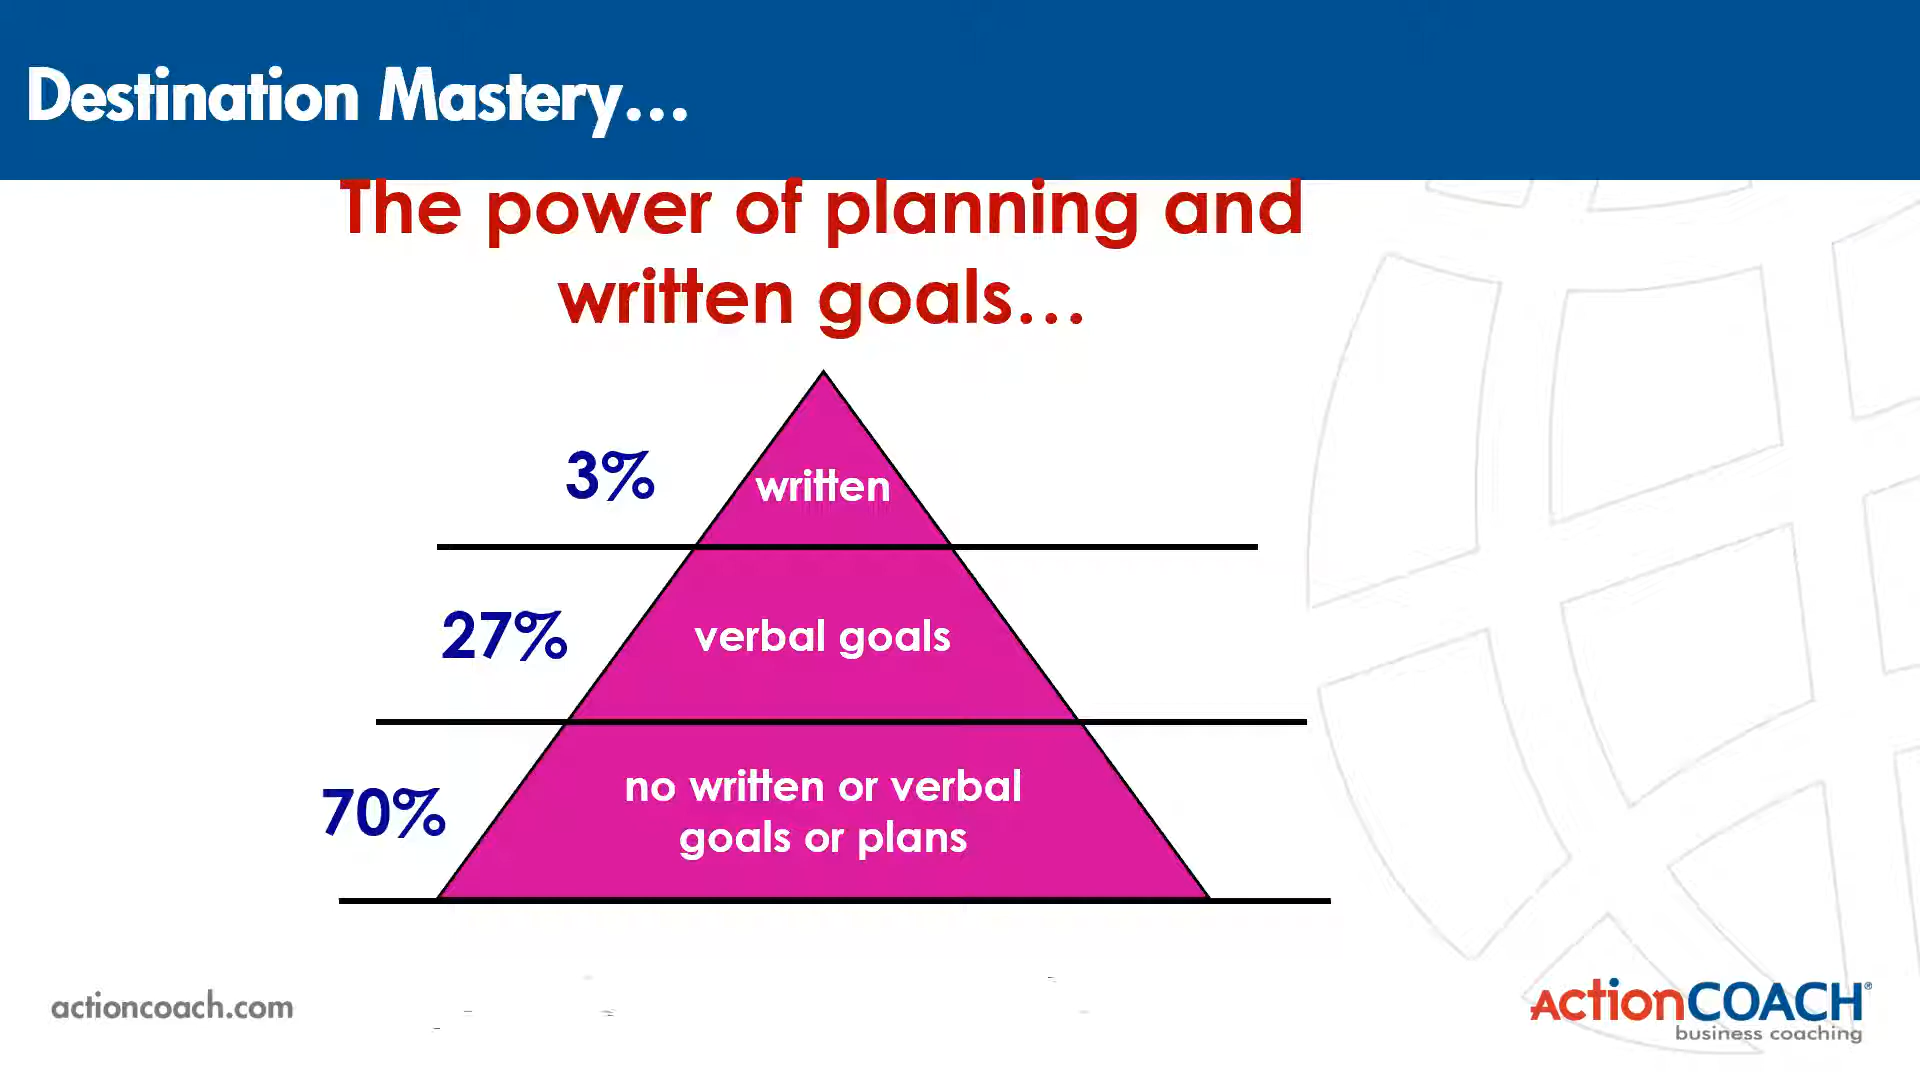 Destination Mastery...
The power of planning and
written goals...
3%
written
27%
verbal goals
70%
no written or verbal
goals or plans
actioncoach.com
ActionCOACH®
business coaching